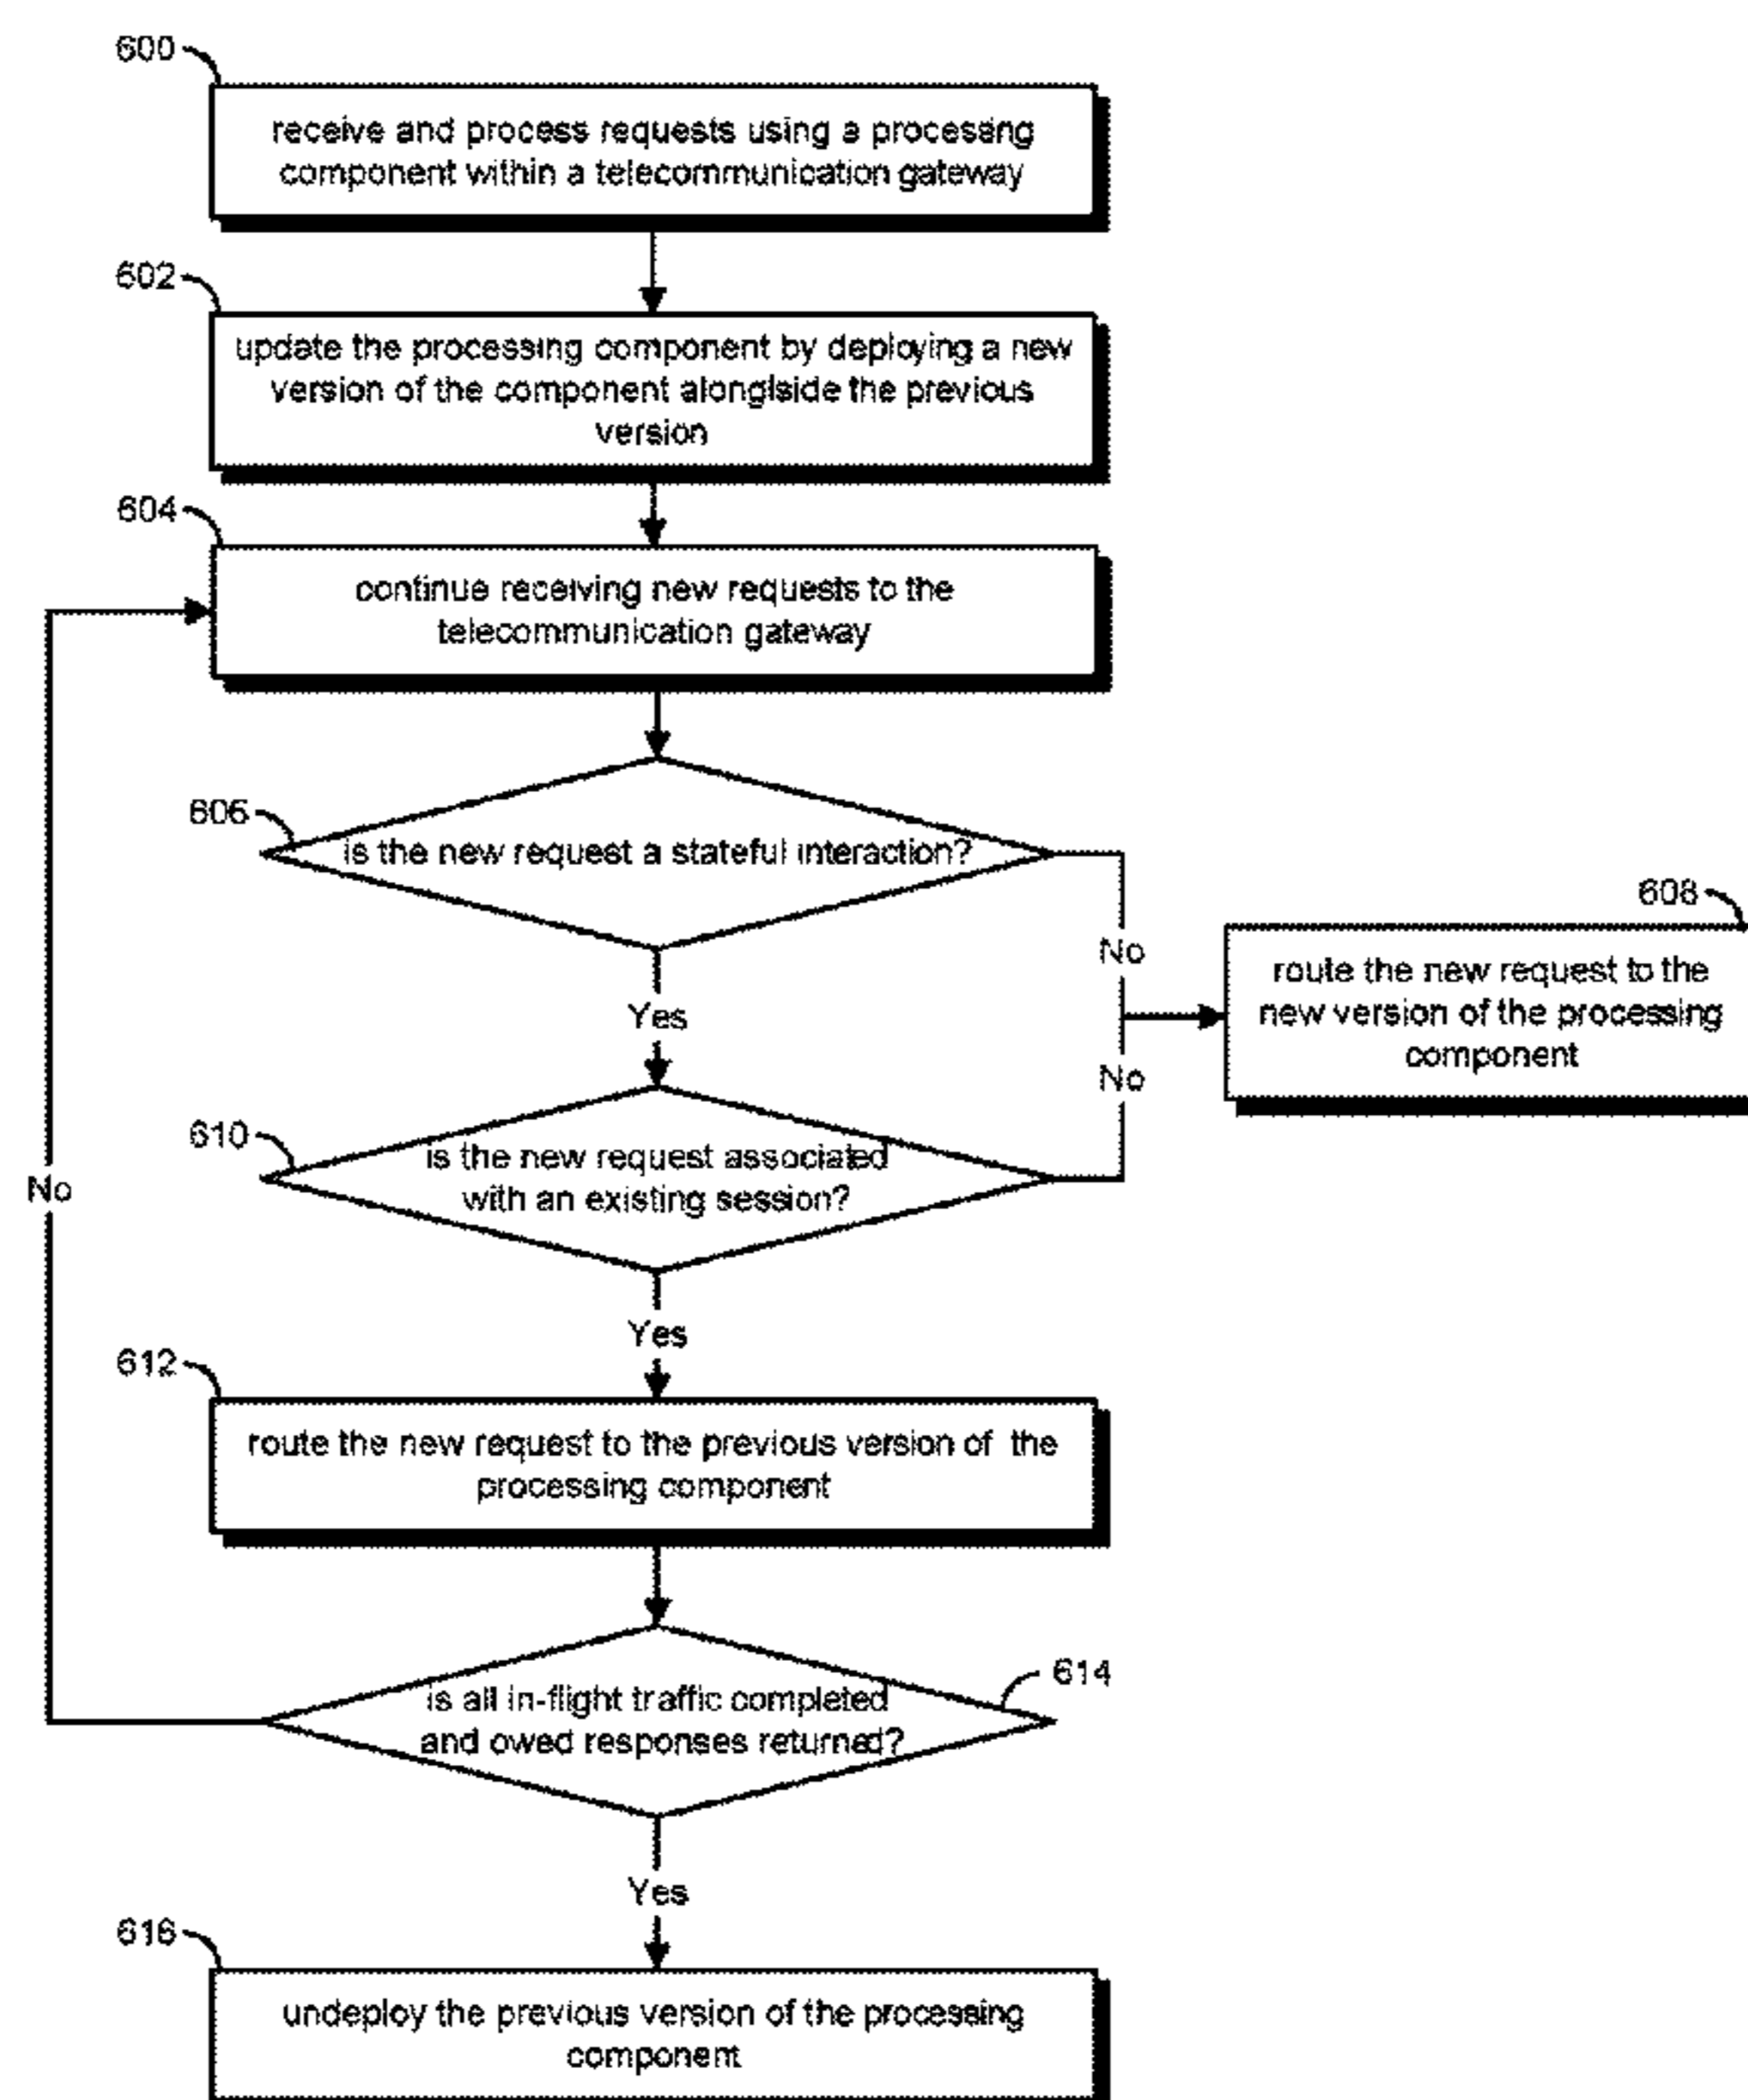 600
receive and process requests using a processing
component within a telecommunication gateway
602
update the processing component by deploying a new
version of the component alonglside the previous
version
604
continue receiving new requests to the
telecommunication gateway
606
is the new request a stateful interaction?
608
No
route the new request to the
new version of the processing
component
Yes
No
610
is the new request associated
with an existing session?
No
Yes
612
route the new request to the previous version of the
processing component
614
is all in-flight traffic completed
and owed responses returned?
Yes
616
undeploy the previous version of the processing
component